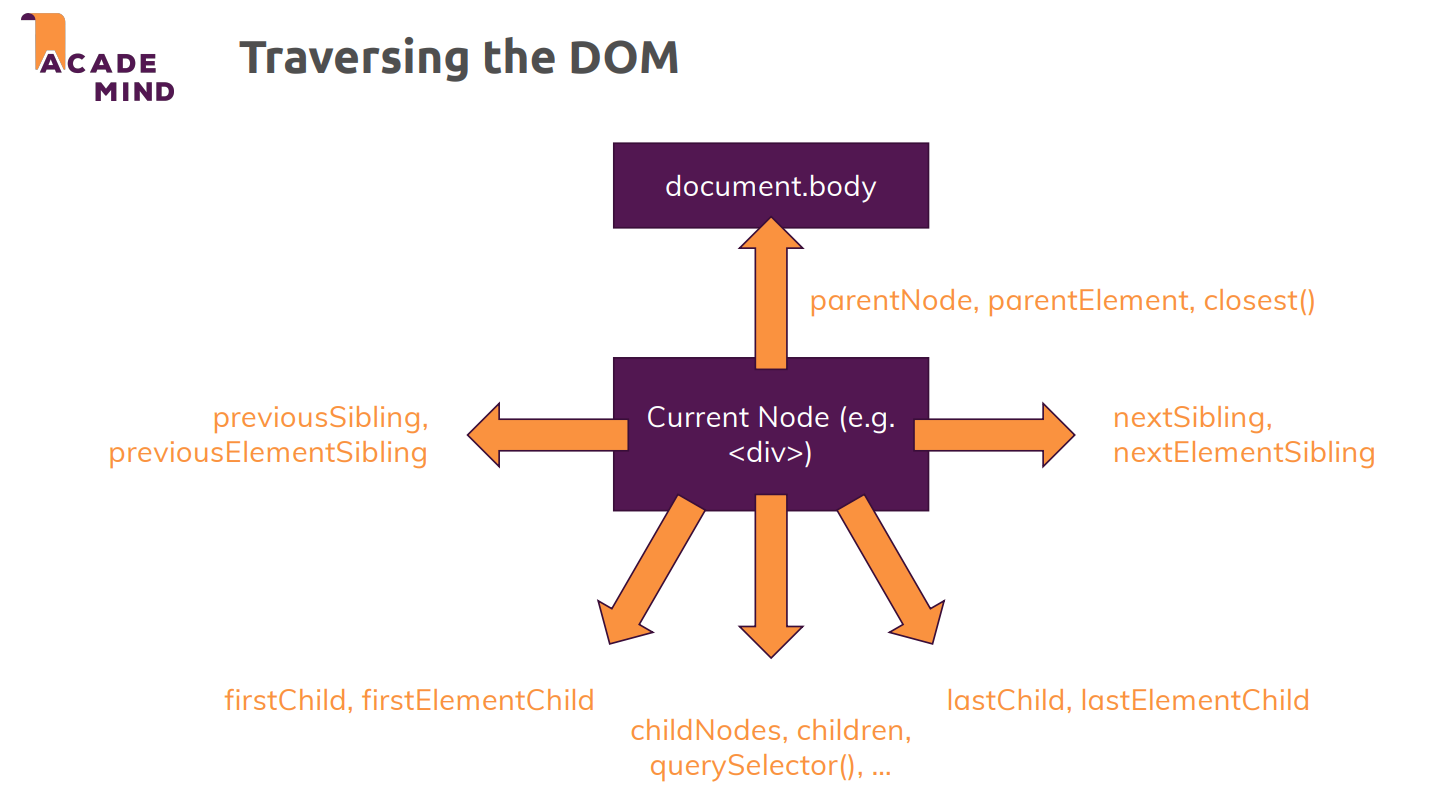 ACADE
MIND
Traversing the DOM
document.body
parentNode, parentElement, closest()
previousSibling,
previousElementSibling
Current Node (e.g.
<div>)
nextSibling,
nextElementSibling
firstChild, firstElementChild
childNodes, children,
querySelector(), ...
lastChild, lastElementChild